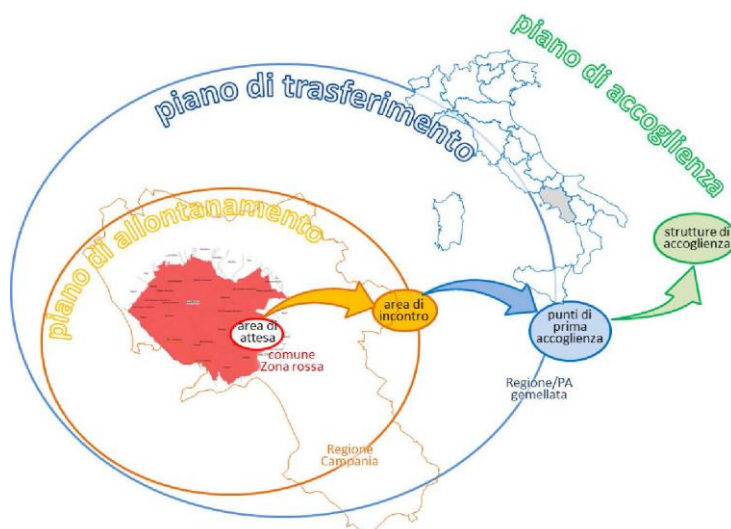 piano di trasferimento
piano di accoglienza
piano di allontanamento
strutture di
accoglienza
area di
incontro
punti di
prima
accoglienza
area di
attesa
comune
Zona rossa
Regione/PA
gemellata
Regione
Campania